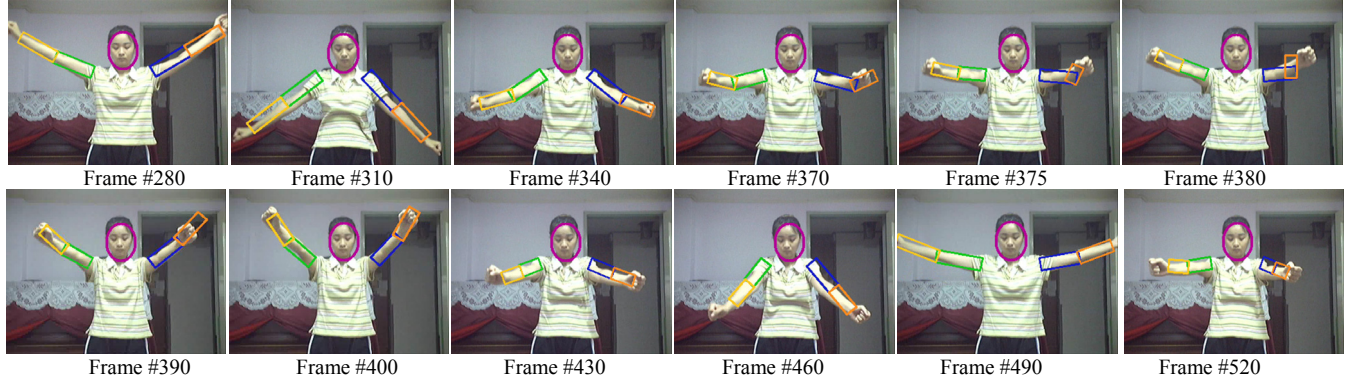 Frame #280
Frame #310
Frame #340
Frame #370
Frame #375
Frame #380
Frame #390
Frame #400
Frame #430
Frame #460
Frame #490
Frame #520